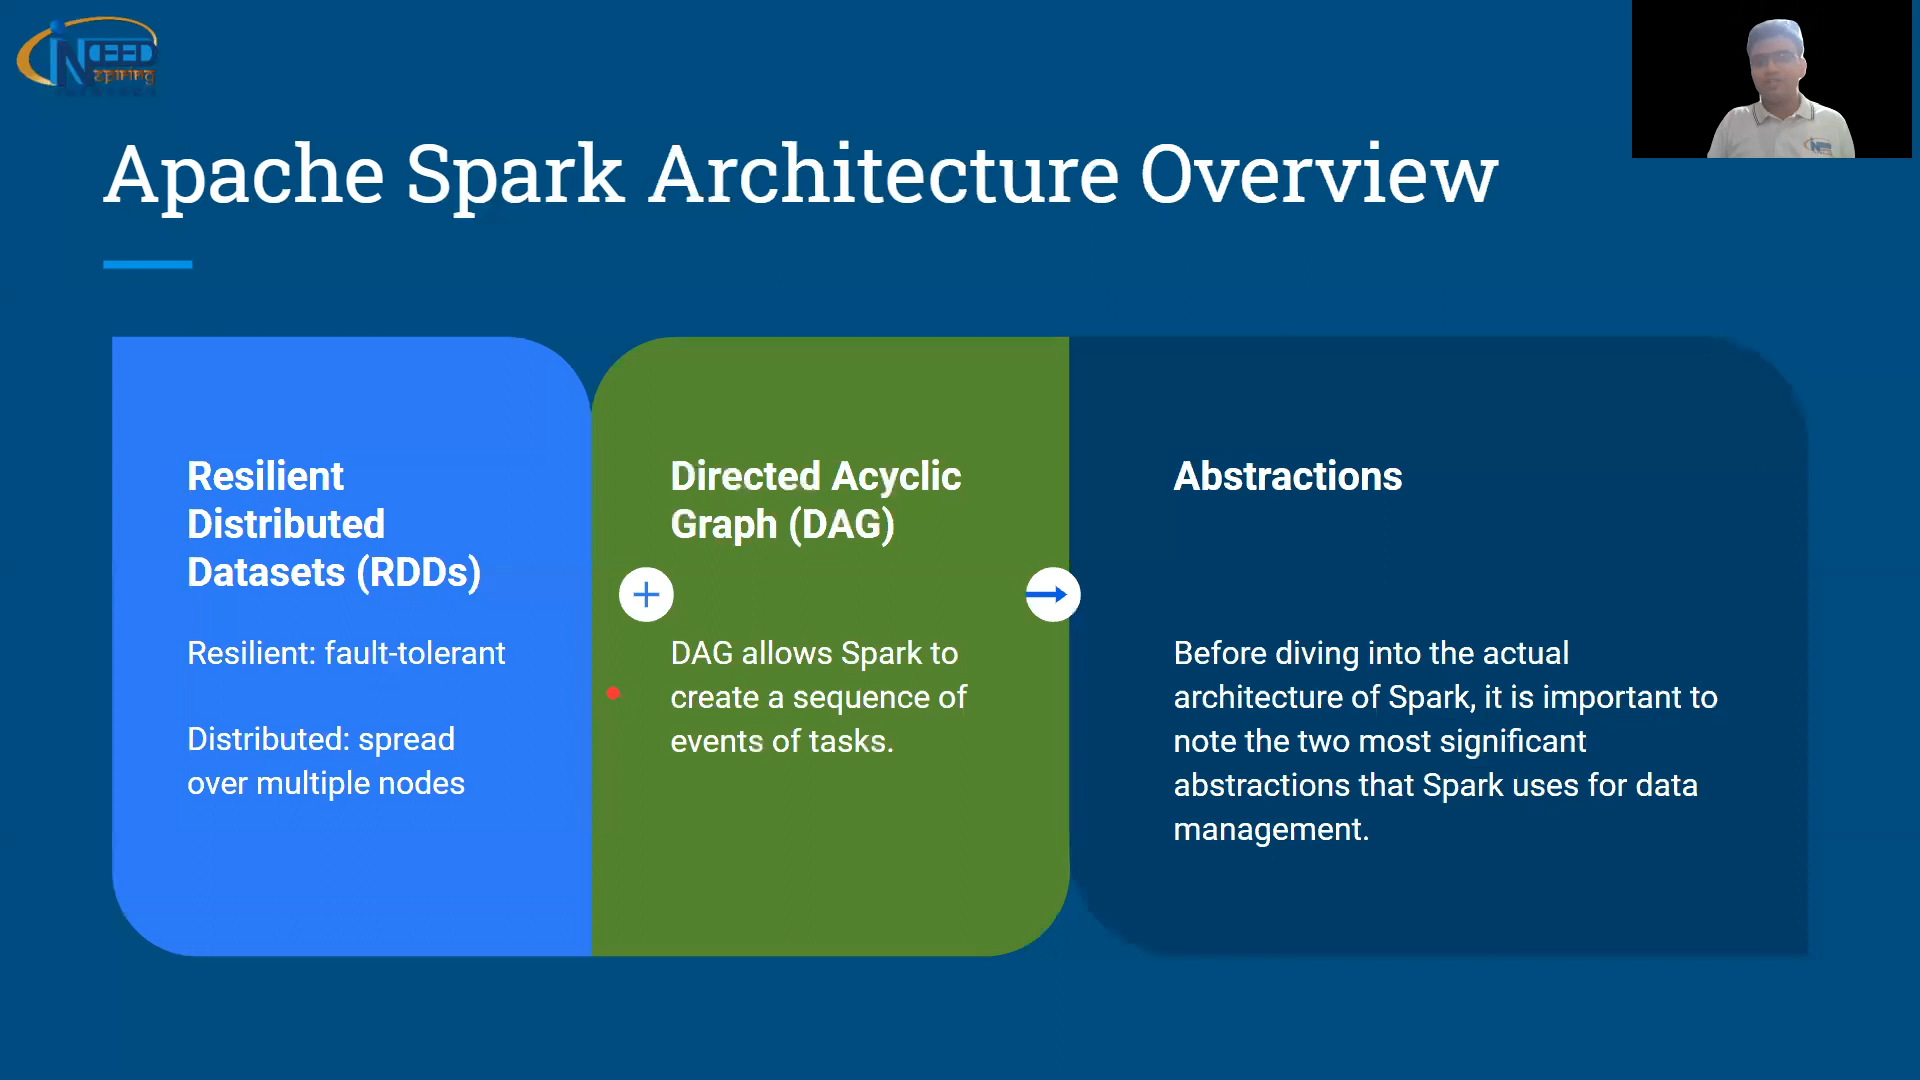 iNCEED
zpiring
Apache Spark Architecture Overview
Resilient
Distributed
Datasets (RDDs)
Resilient: fault-tolerant
Distributed: spread
over multiple nodes
Directed Acyclic
Graph (DAG)
DAG allows Spark to
create a sequence of
events of tasks.
Abstractions
Before diving into the actual
architecture of Spark, it is important to
note the two most significant
abstractions that Spark uses for data
management.